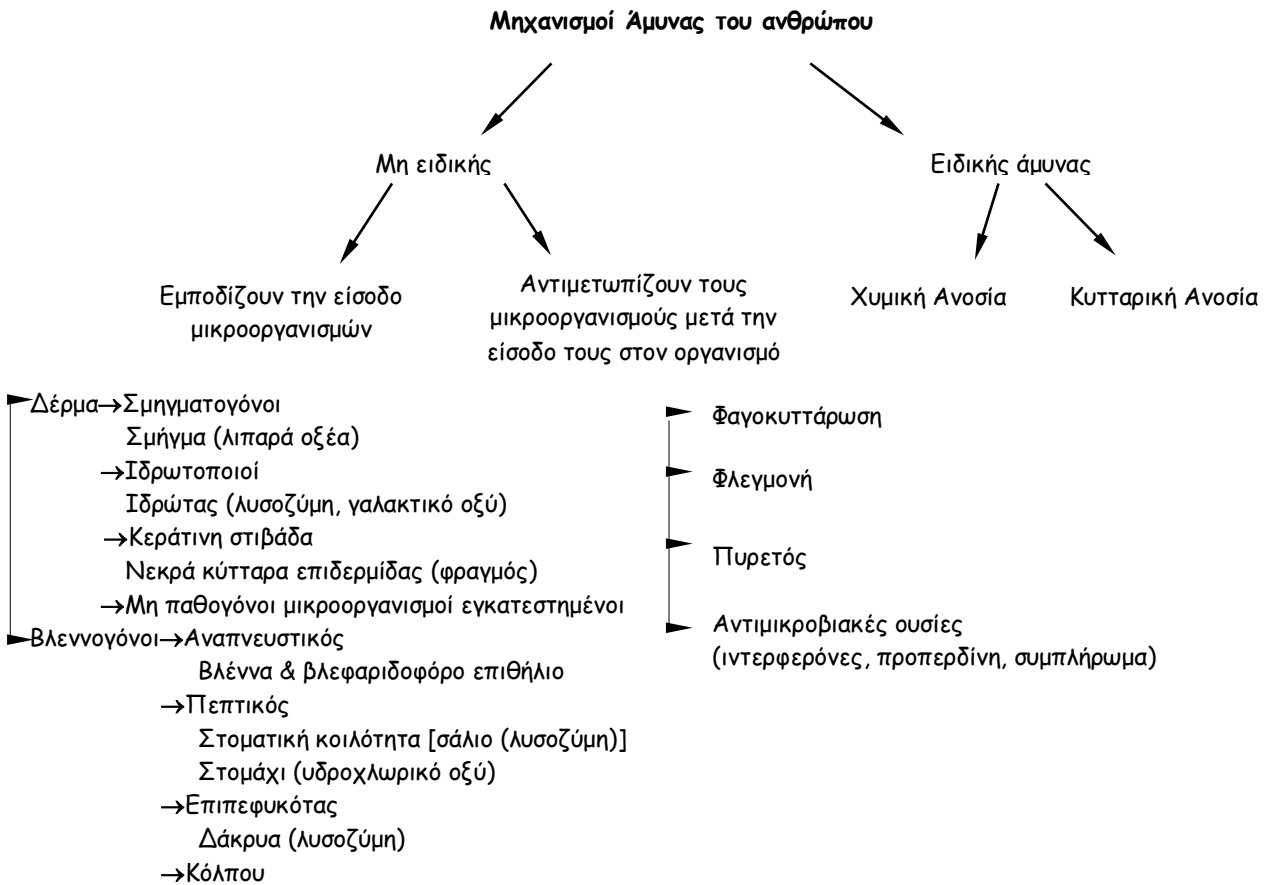 Μηχανισμοί Άμυνας του ανθρώπου
Μη ειδικής
Ειδικής άμυνας
Εμποδίζουν την είσοδο
μικροοργανισμών
Αντιμετωπίζουν τους
μικροοργανισμούς μετά την
είσοδο τους στον οργανισμό
Χυμική Ανοσία
Κυτταρική Ανοσία
Δέρμα→Σμηγματογόνοι
Σμήγμα (λιπαρά οξέα)
→Ιδρωτοποιοί
Ιδρώτας (λυσοζύμη, γαλακτικό οξύ)
→Κεράτινη στιβάδα
Νεκρά κύτταρα επιδερμίδας (φραγμός)
→Μη παθογόνοι μικροοργανισμοί εγκατεστημένοι
Βλεννογόνοι→Αναπνευστικός
Βλέννα & βλεφαριδοφόρο επιθήλιο
→Πεπτικός
Στοματική κοιλότητα [σάλιο (λυσοζύμη)]
Στομάχι (υδροχλωρικό οξύ)
→Επιπεφυκότας
Δάκρυα (λυσοζύμη)
→Κόλπου
Φαγοκυττάρωση
Φλεγμονή
Πυρετός
Αντιμικροβιακές ουσίες
(ιντερφερόνες, προπερδίνη, συμπλήρωμα)